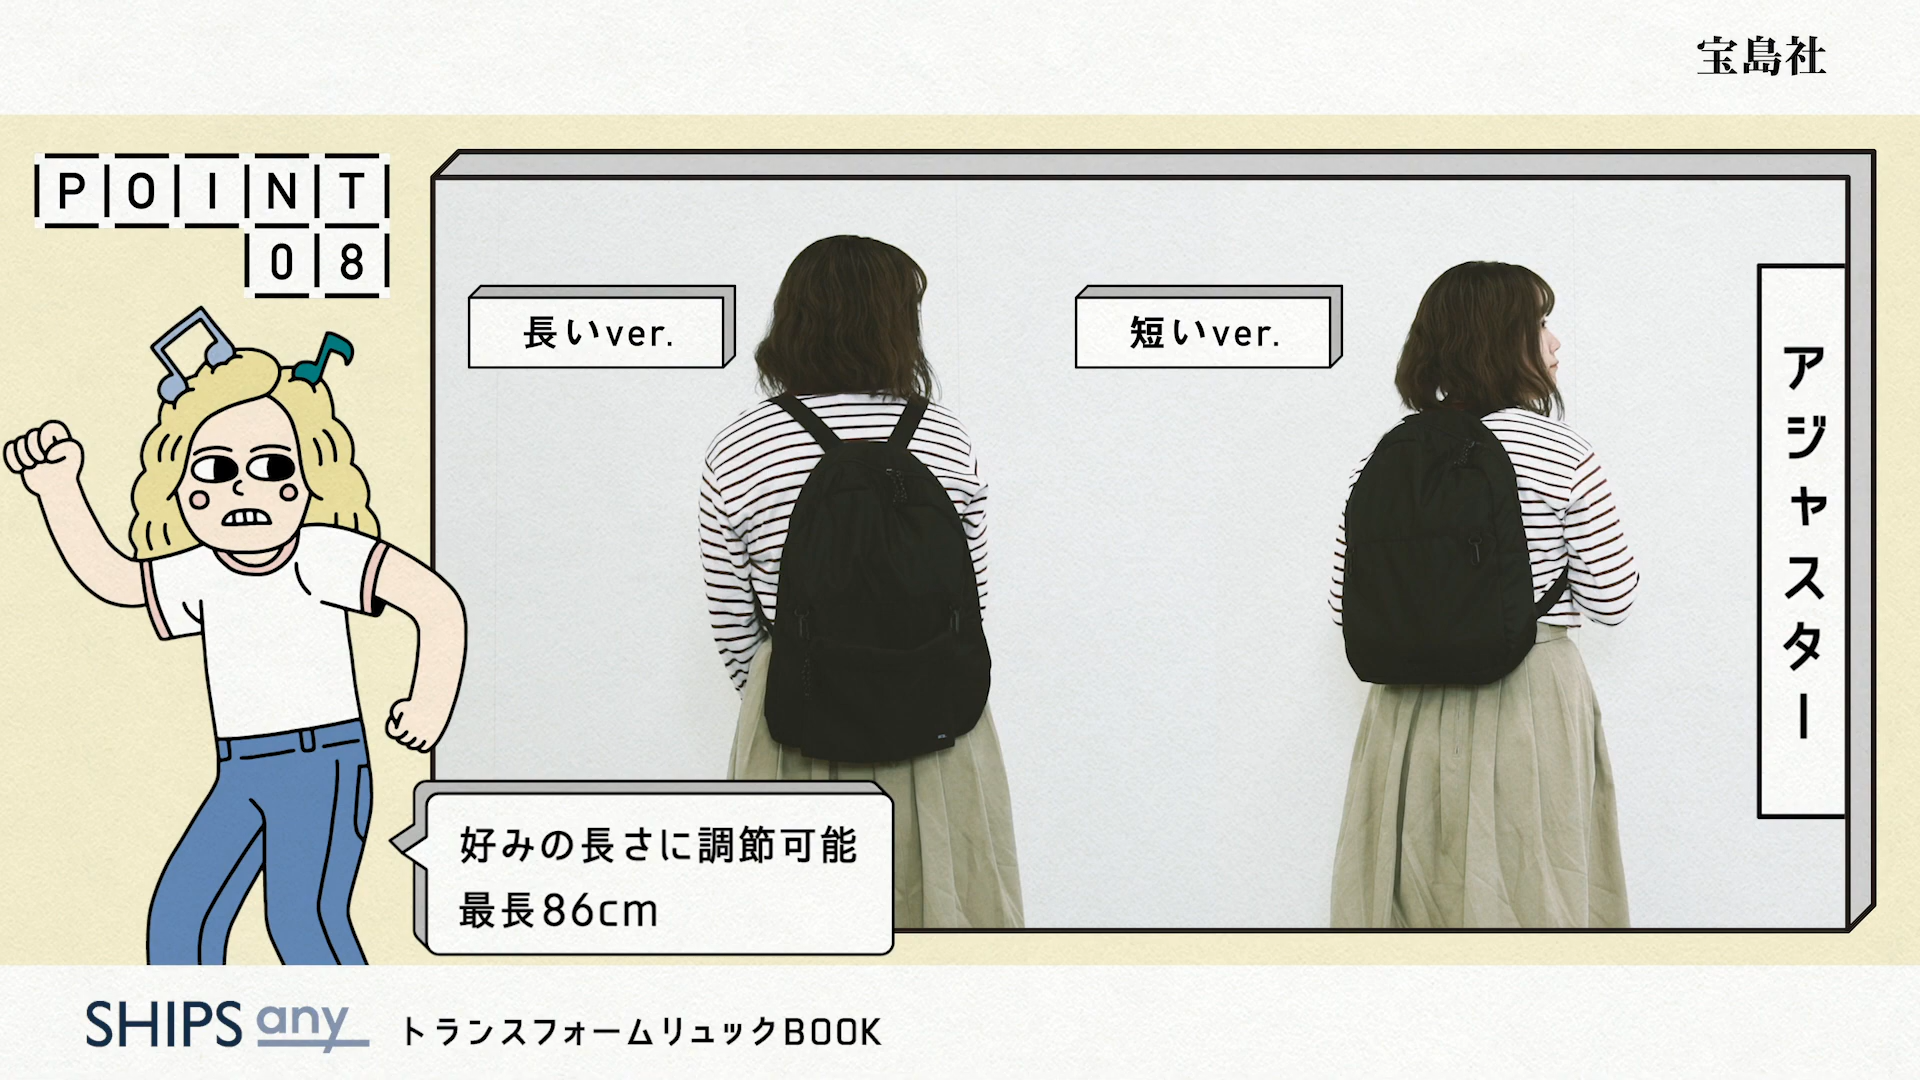 宝島社
POINT
08
長いver.
短いver.
アジャスター
好みの長さに調節可能
最長86cm
SHIPS any トランスフォームリュックBOOK